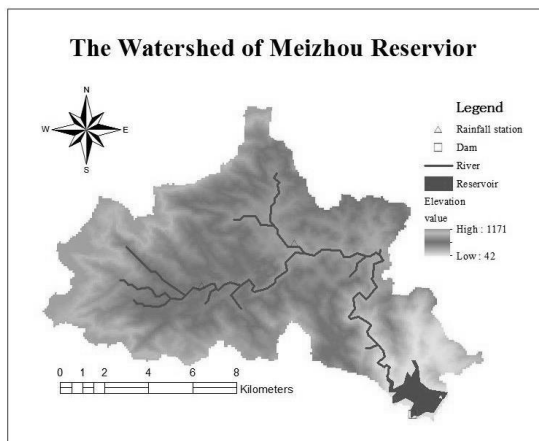 The Watershed of Meizhou Reservior
N
W E
S
Legend
Rainfall station
Dam
River
Reservoir
Elevation
value
High : 1171
Low : 42
0 1 2 4 6 8
Kilometers